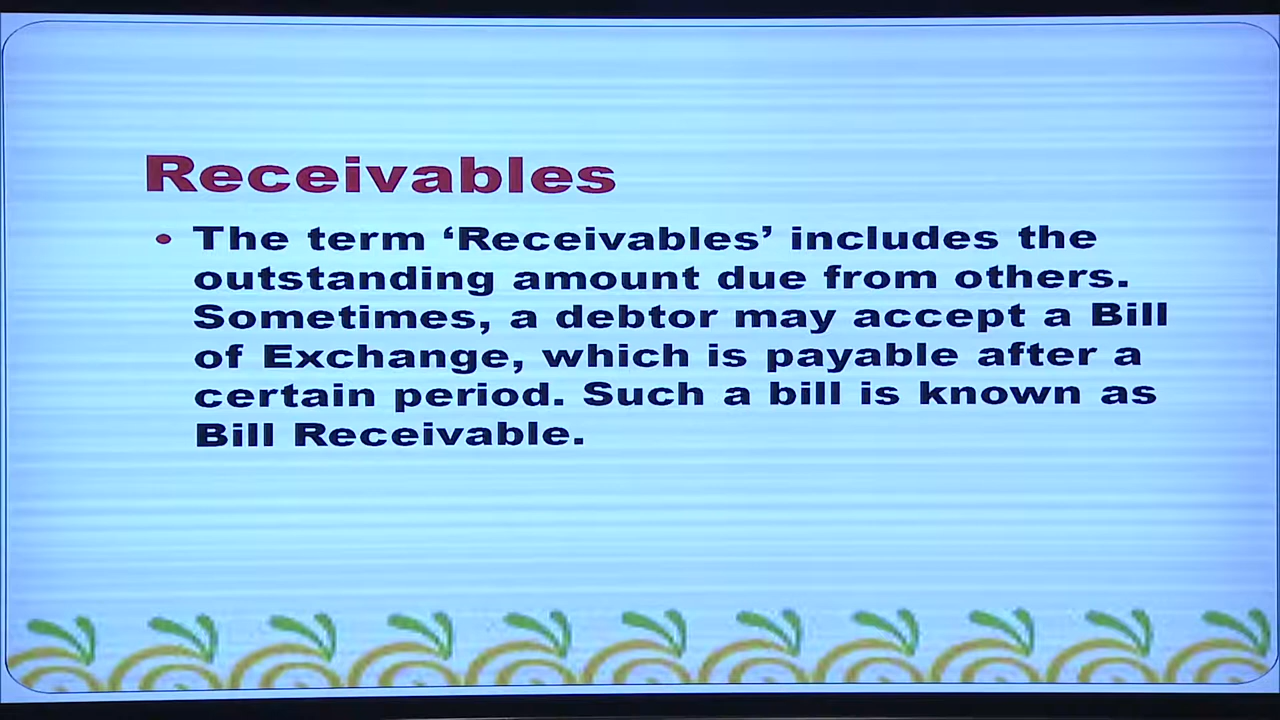 Receivables
• The term ‘Receivables’ includes the
outstanding amount due from others.
Sometimes, a debtor may accept a Bill
of Exchange, which is payable after a
certain period. Such a bill is known as
Bill Receivable.